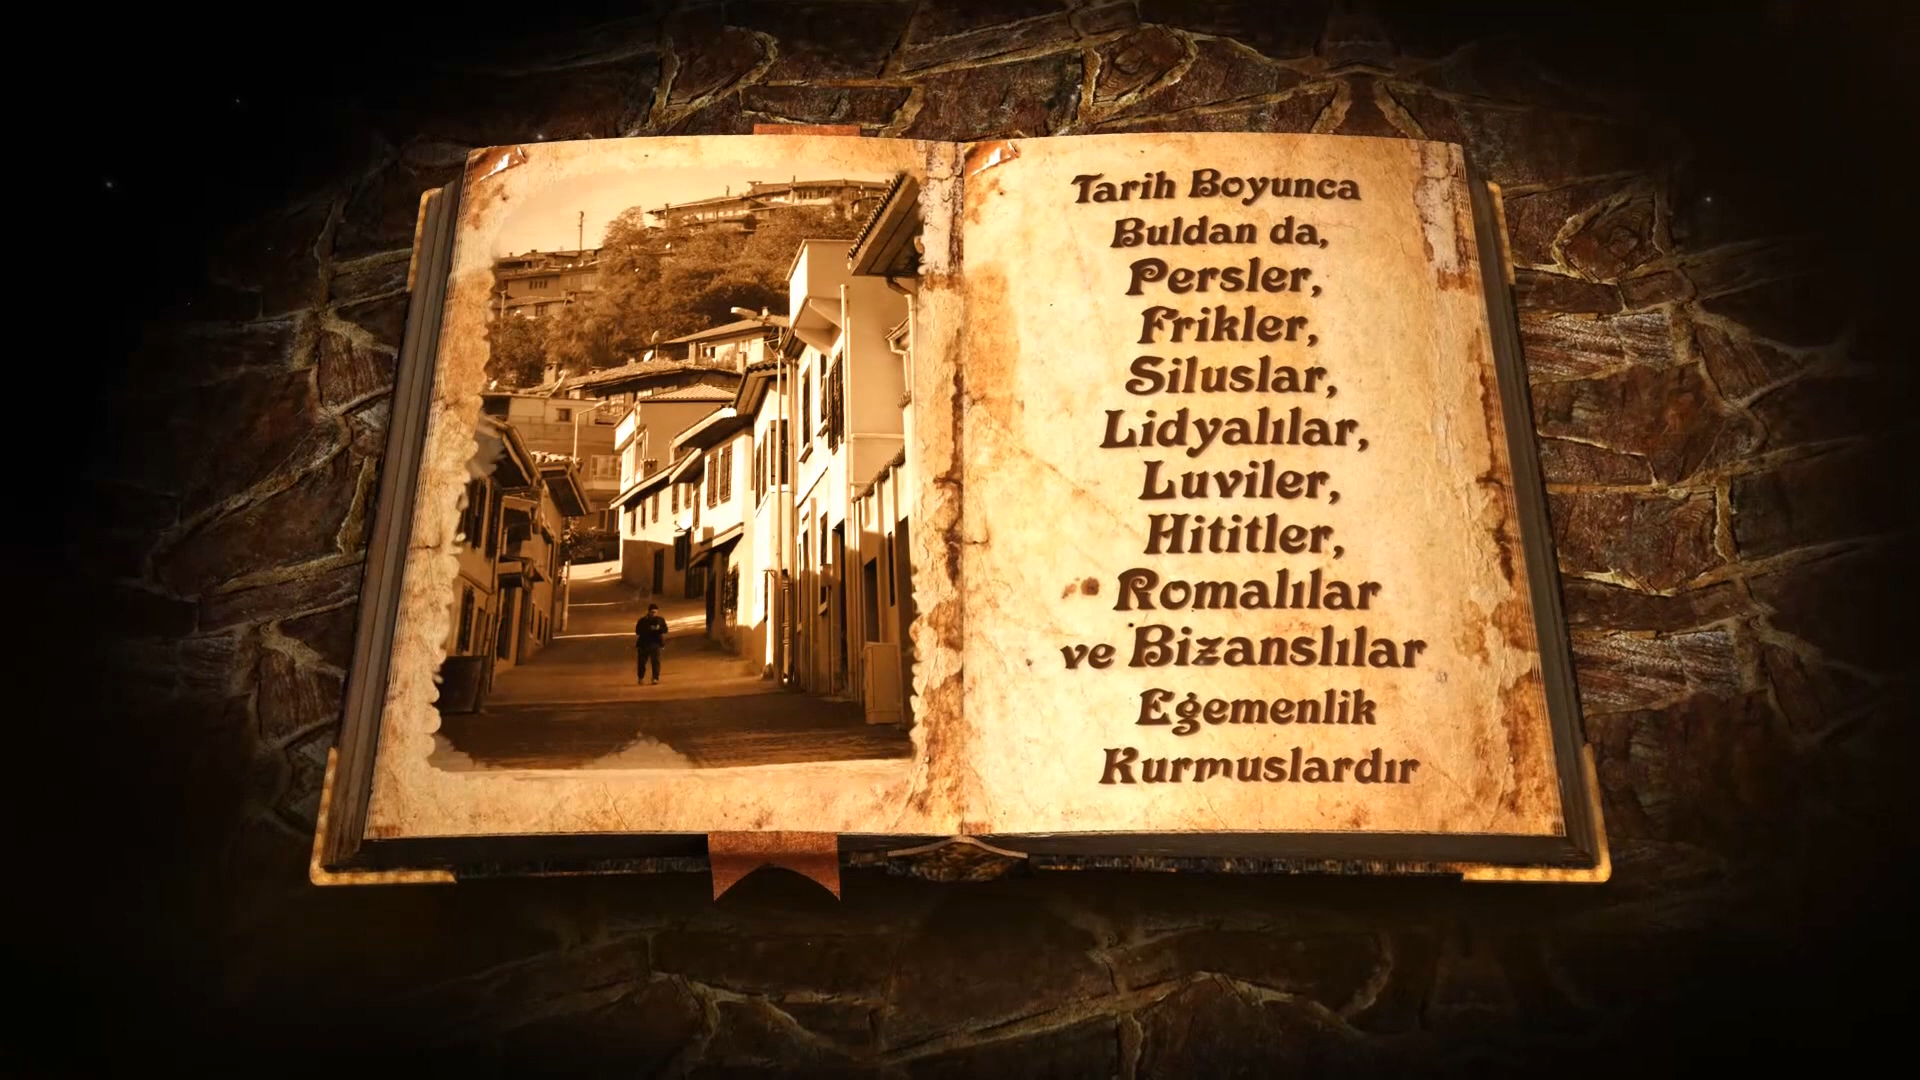 Tarih Boyunca
Buldan da,
Persler,
Frikler,
Siluslar,
Lidyalılar,
Luviler,
Hititler,
Romalılar
ve Bizanslılar
Egemenlik
Kurmuslardır